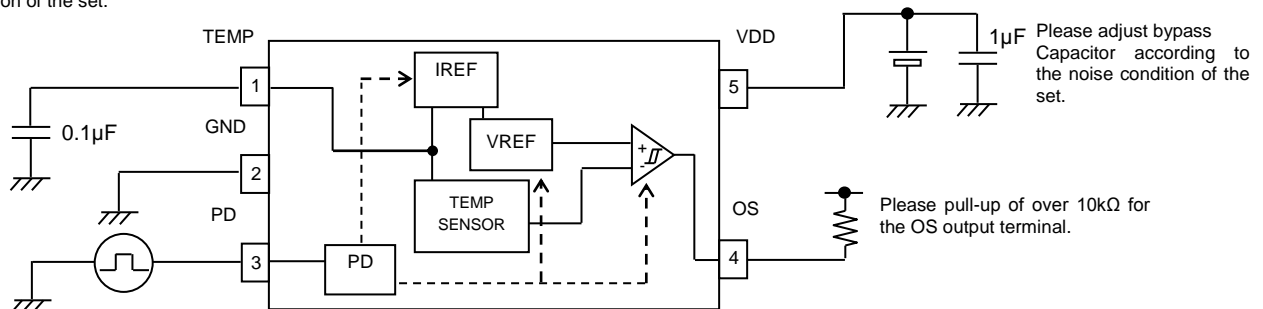 on of the set.
TEMP
VDD
1µF
Please adjust bypass
Capacitor according to
the noise condition of the
set.
IREF
1
5
0.1µF
GND
VREF
+
-
2
TEMP
SENSOR
PD
OS
Please pull-up of over 10kΩ for
the OS output terminal.
3
PD
4